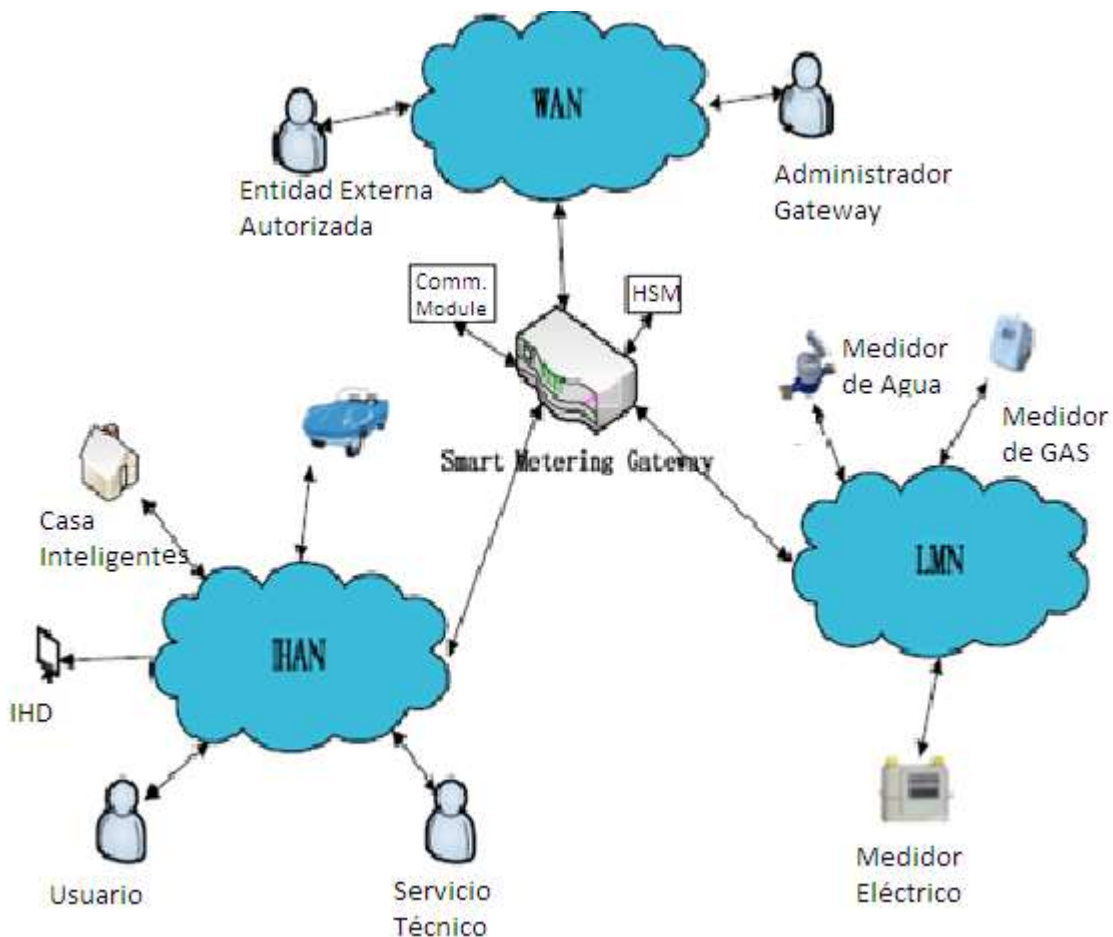 WAN
Entidad Externa
Autorizada
Administrador
Gateway
Comm.
Module
HSM
Smart Metering Gateway
Medidor
de Agua
Medidor
de GAS
Casa
Inteligentes
IHAN
LMN
IHD
Usuario
Servicio
Técnico
Medidor
Eléctrico